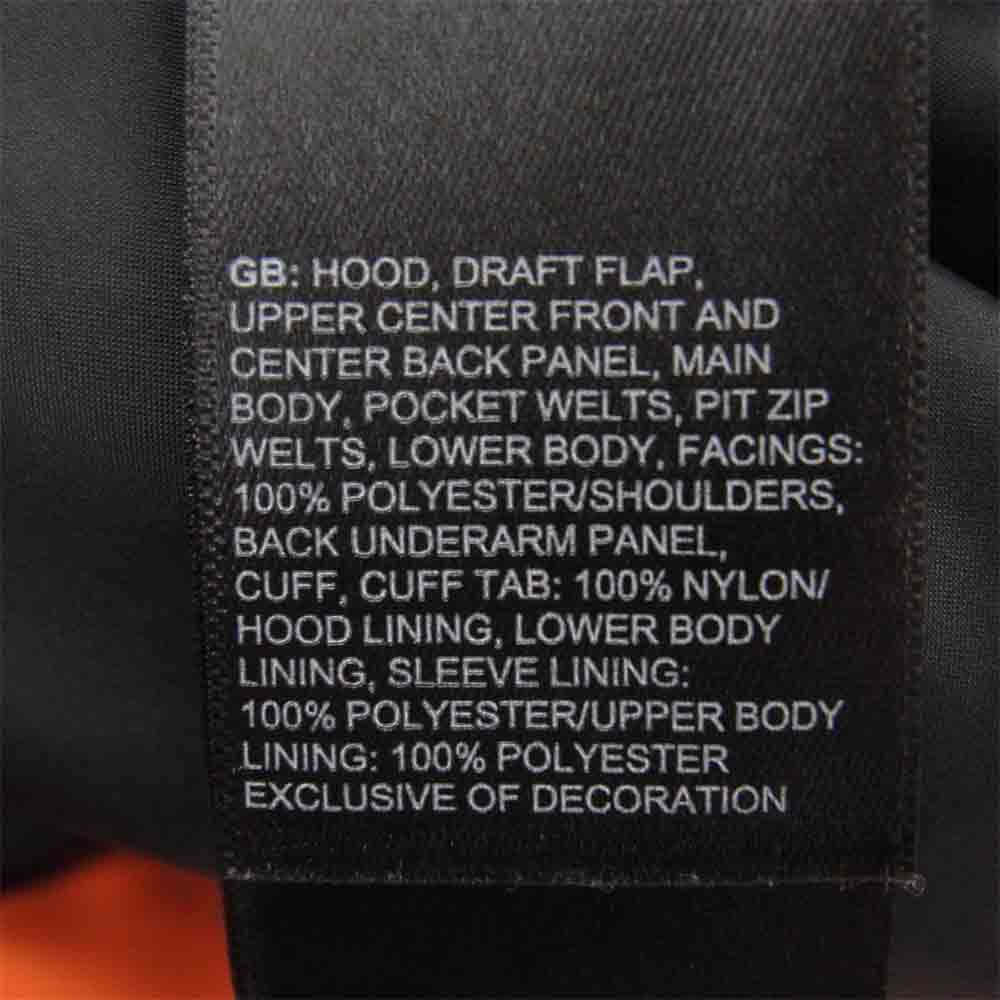 GB: HOOD, DRAFT FLAP,
UPPER CENTER FRONT AND
CENTER BACK PANEL, MAIN
BODY, POCKET WELTS, PIT ZIP
WELTS, LOWER BODY, FACINGS:
100% POLYESTER/SHOULDERS,
BACK UNDERARM PANEL,
CUFF, CUFF TAB: 100% NYLON/
HOOD LINING, LOWER BODY
LINING, SLEEVE LINING:
100% POLYESTER/UPPER BODY
LINING: 100% POLYESTER
EXCLUSIVE OF DECORATION